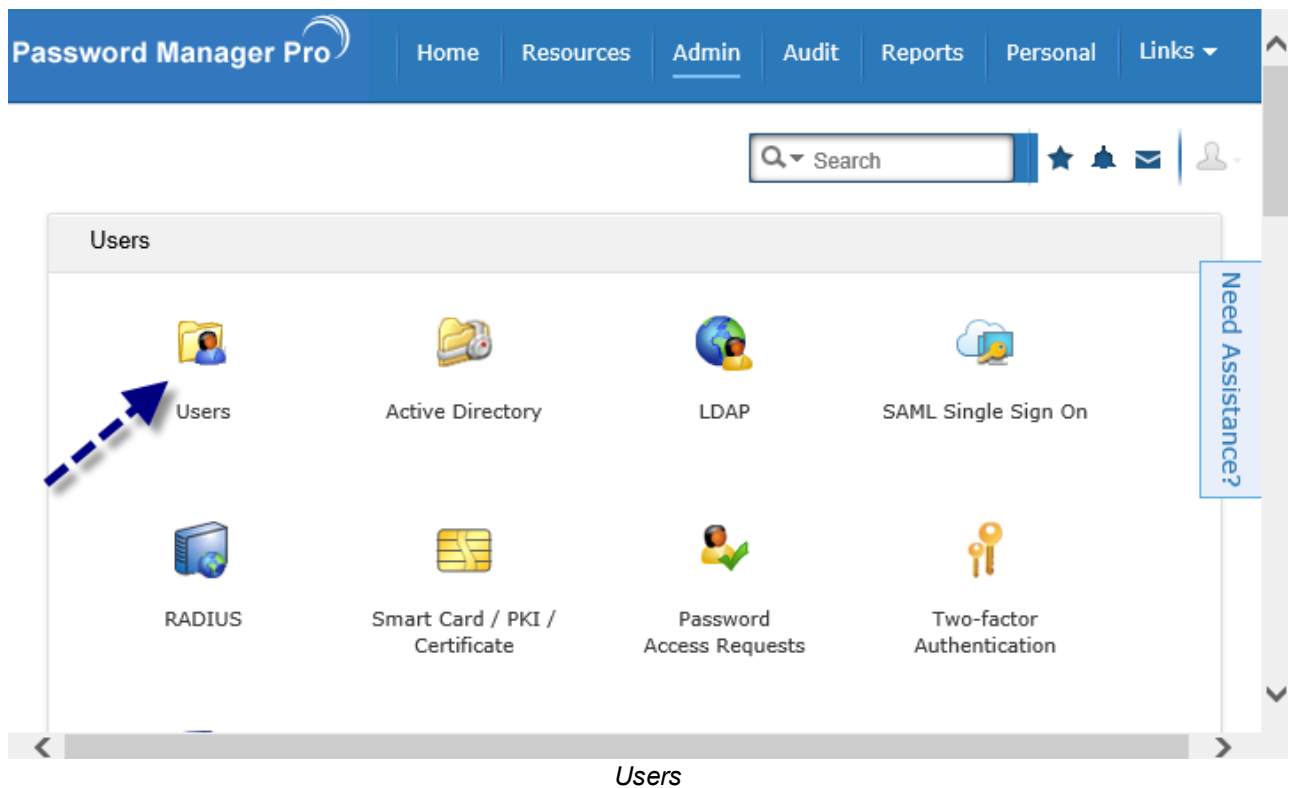 Password Manager Pro Home Resources Admin Audit Reports Personal Links
Search
Users
Need Assistance?
Users Active Directory LDAP SAML Single Sign On
RADIUS Smart Card / PKI / Certificate Password Access Requests Two-factor Authentication
Users